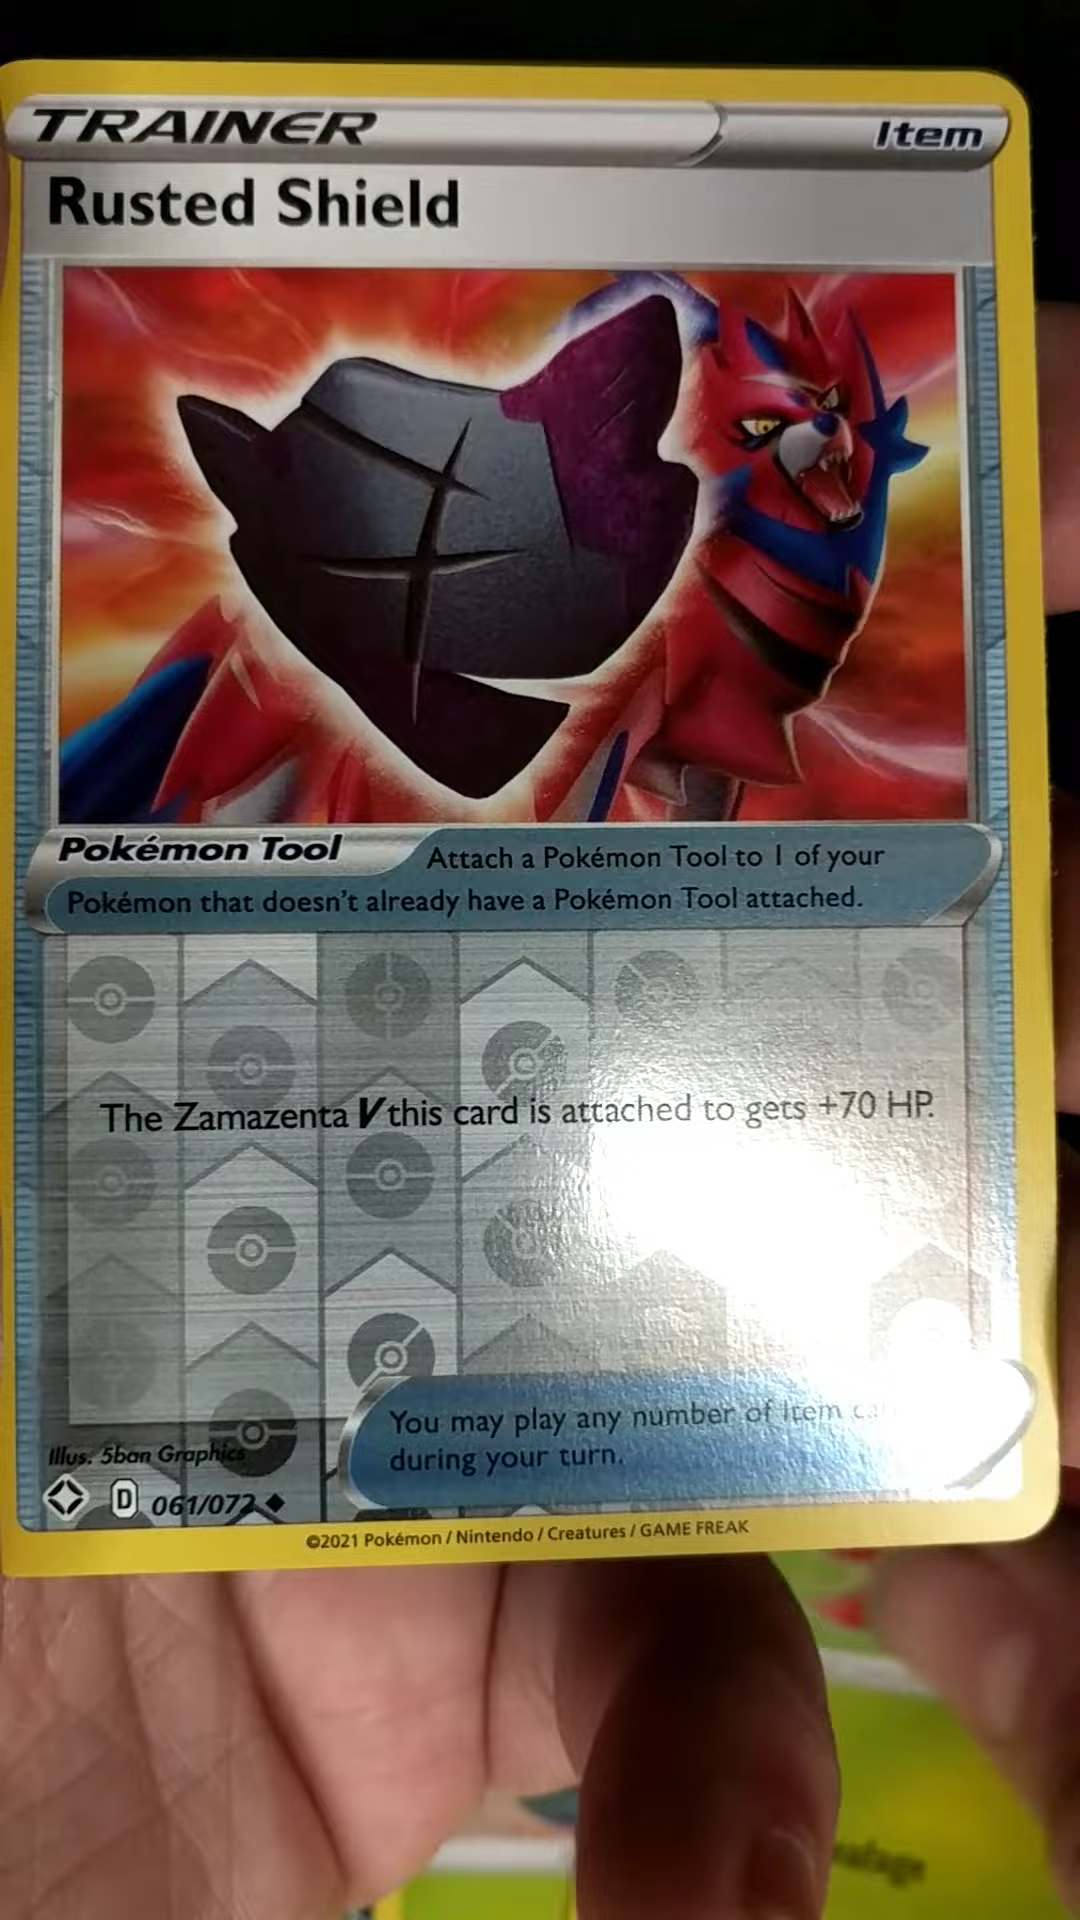 TRAINER
Item
Rusted Shield
Pokémon Tool
Attach a Pokémon Tool to 1 of your
Pokémon that doesn't already have a Pokémon Tool attached.
The Zamazenta V this card is attached to gets +70 HP.
You may play any number of Item
during your turn.
Illus. 5ban Graphics
D 061/072
©2021 Pokémon / Nintendo / Creatures / GAME FREAK